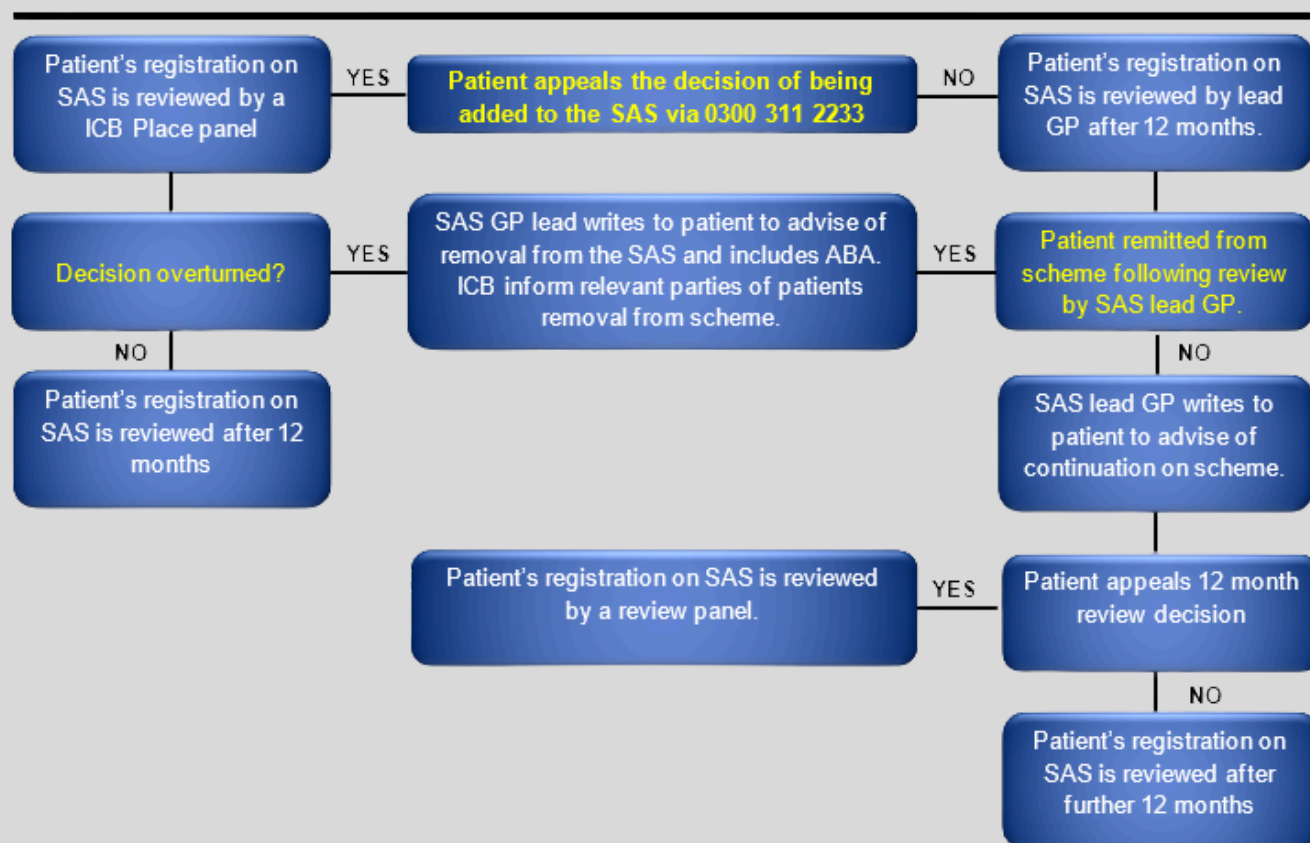 Patient's registration on
SAS is reviewed by a
ICB Place panel
YES
Patient appeals the decision of being
added to the SAS via 0300 311 2233
NO
Patient's registration on
SAS is reviewed by lead
GP after 12 months.
Decision overturned?
YES
SAS GP lead writes to patient to advise of
removal from the SAS and includes ABA.
ICB inform relevant parties of patients
removal from scheme.
YES
Patient remitted from
scheme following review
by SAS lead GP.
NO
Patient's registration on
SAS is reviewed after 12
months
NO
SAS lead GP writes to
patient to advise of
continuation on scheme.
Patient's registration on SAS is reviewed
by a review panel.
YES
Patient appeals 12 month
review decision
NO
Patient's registration on
SAS is reviewed after
further 12 months